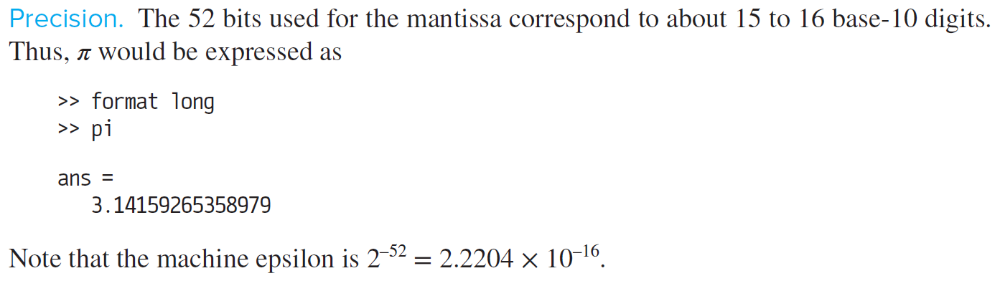 Precision. The 52 bits used for the mantissa correspond to about 15 to 16 base-10 digits.
Thus, π would be expressed as
>> format long
>> pi
ans =
3.14159265358979
Note that the machine epsilon is 2⁻⁵² = 2.2204 × 10⁻¹⁶.